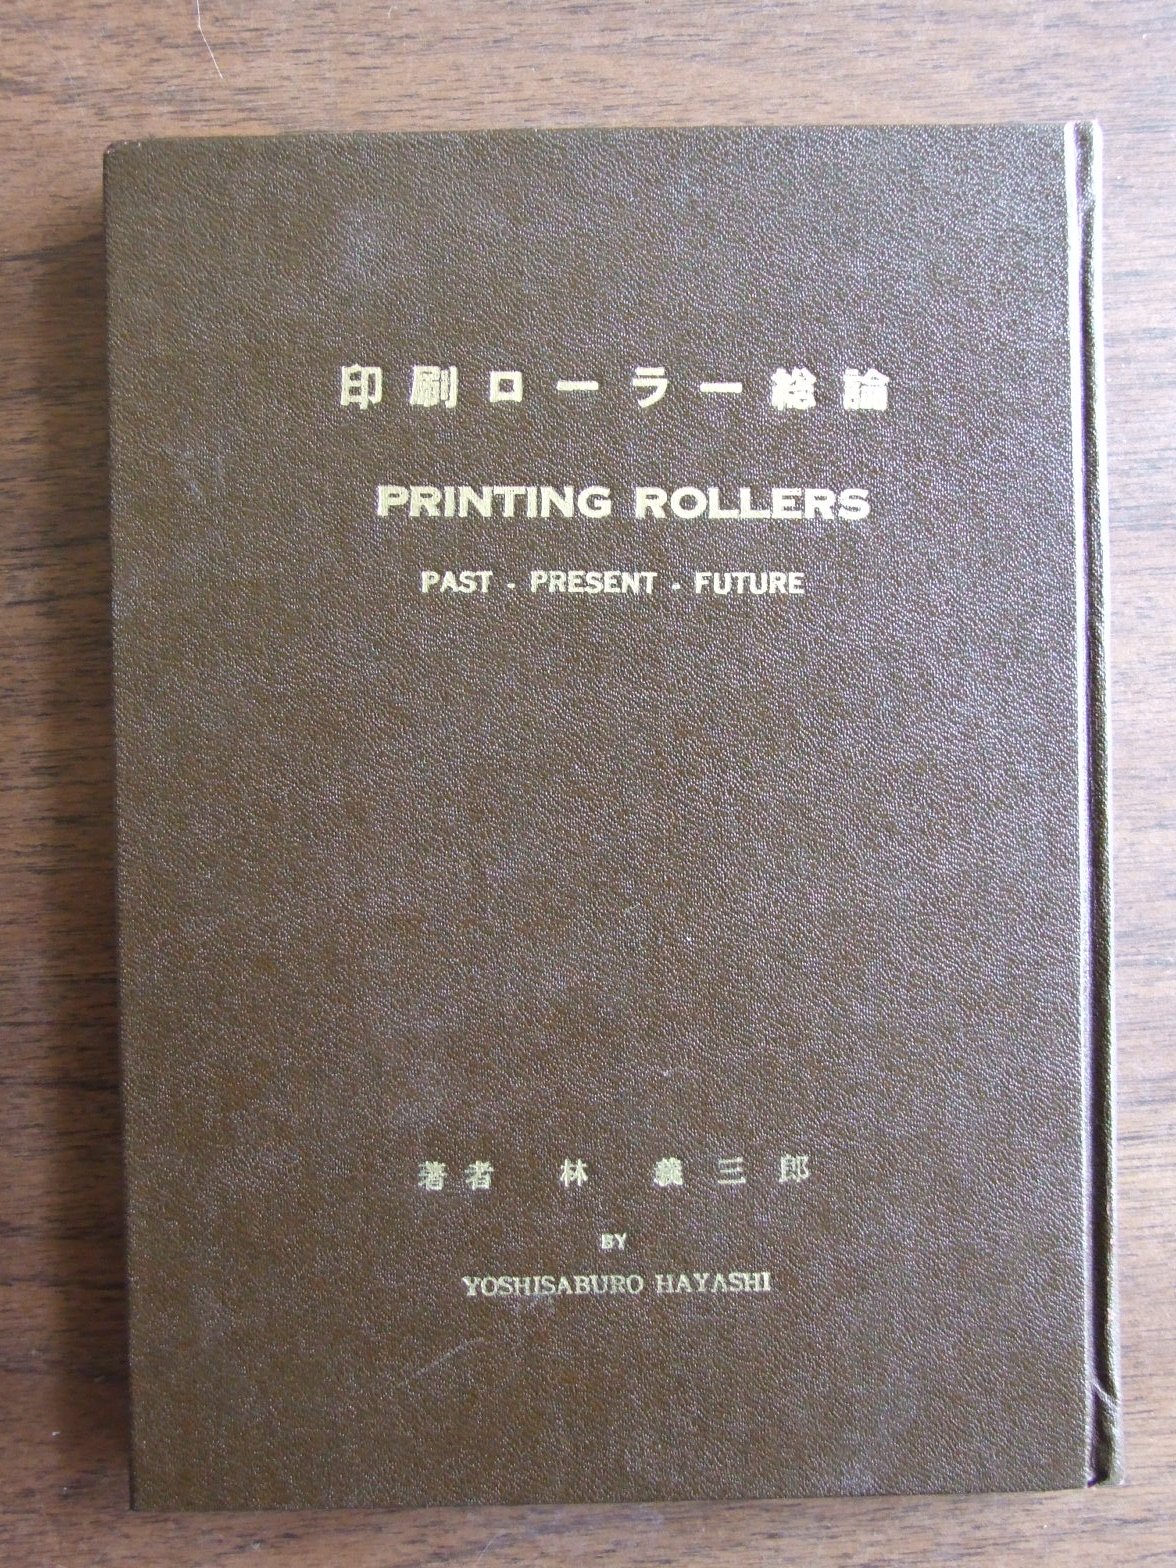 印刷ローラー総論
PRINTING ROLLERS
PAST・PRESENT・FUTURE
著者 林 義三郎
BY
YOSHISABURO HAYASHI